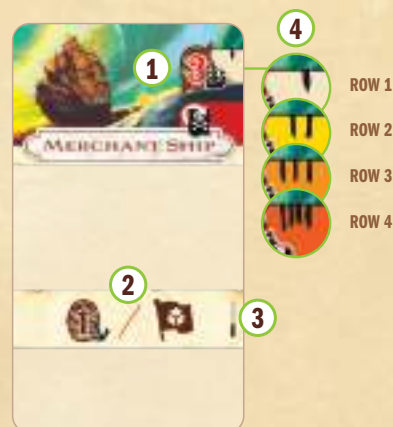 4
1
ROW 1
MERCHANT SHIP
ROW 2
ROW 3
ROW 4
2
3